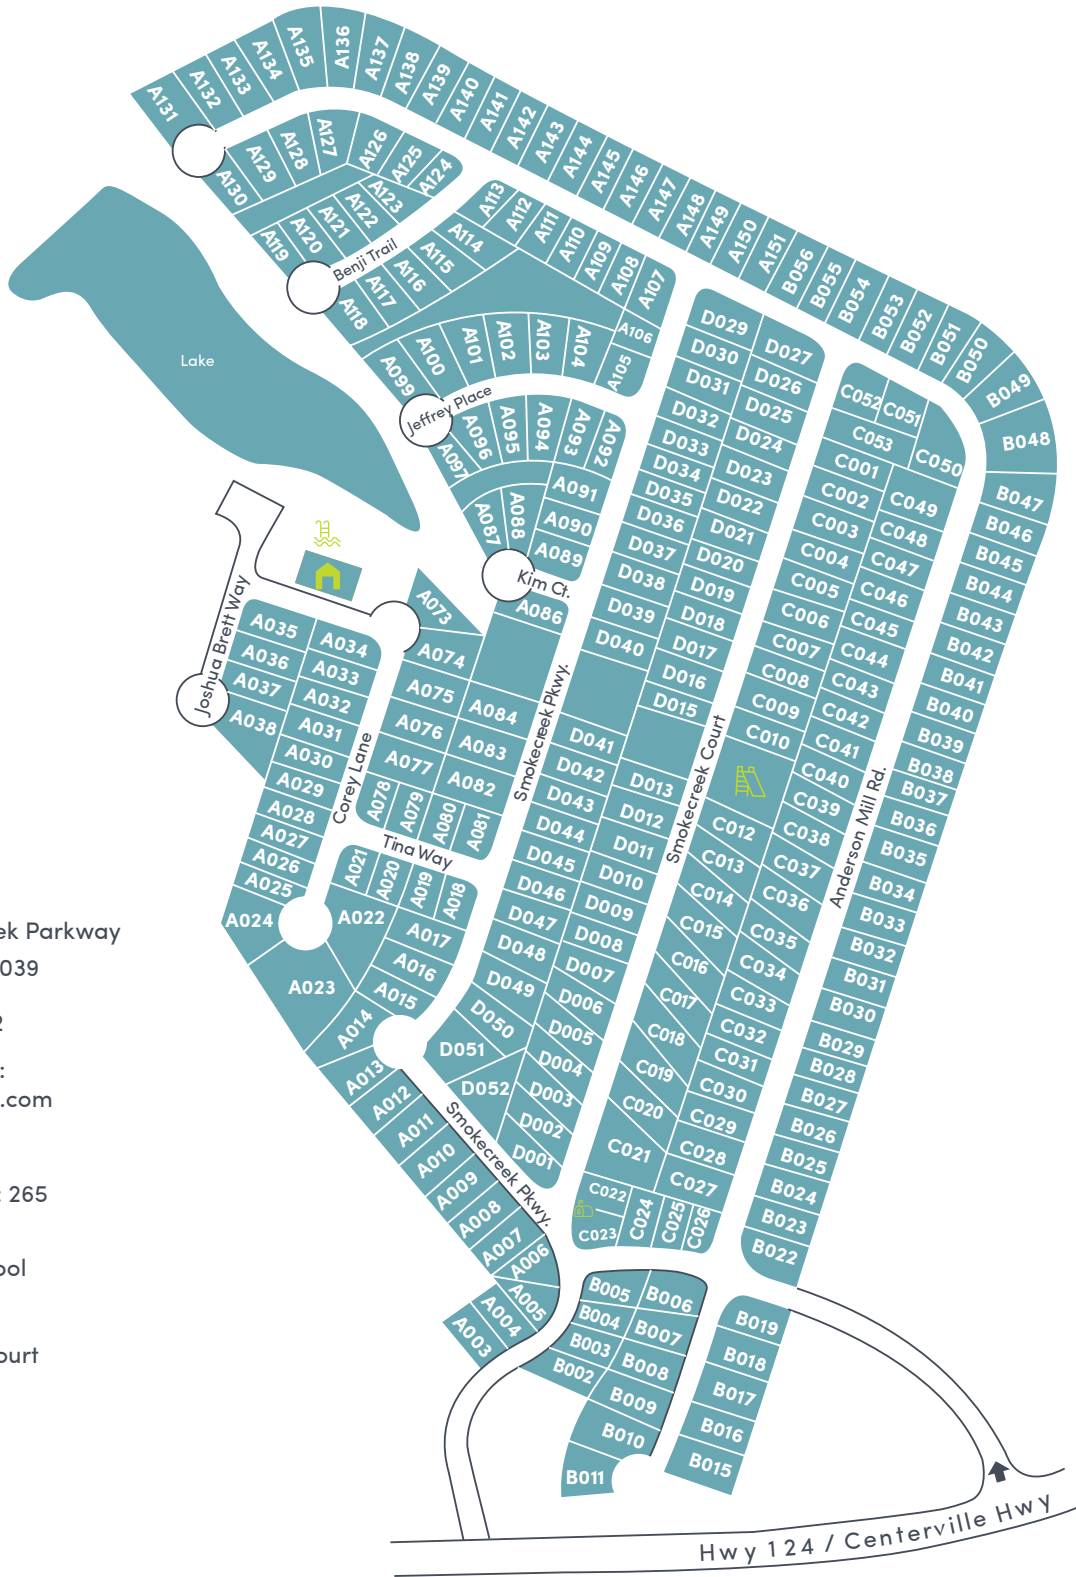 A131
A132
A133
A134
A135
A136
A137
A138
A139
A140
A141
A142
A143
A144
A145
A146
A147
A148
A149
A150
A151
B056
B055
B054
B053
B052
B051
B050
B049
B048
B047
B046
B045
B044
B043
B042
B041
B040
B039
B038
B037
B036
B035
B034
B033
B032
B031
B030
B029
B028
B027
B026
B025
B024
B023
B022
A130
A129
A128
A127
A126
A125
A124
A123
A122
A121
A120
A119
Benji Trail
A118
A117
A116
A115
A114
A113
A112
A111
A110
A109
A108
A107
A106
A105
A104
A103
A102
A101
A100
A099
Jeffrey Place
A097
A096
A095
A094
A093
A092
A091
A090
A089
A088
A087
Kim Ct.
A086
Lake
Joshua Brett Way
A035
A034
A036
A033
A037
A032
A038
A031
A030
A029
A028
A027
A026
A025
A024
A023
A022
Corey Lane
A073
A074
A075
A084
A076
A083
A077
A082
A078
A079
A080
A081
Tina Way
A021
A020
A019
A018
A017
A016
A015
A014
A013
A012
A011
A010
A009
A008
A007
A006
A005
A004
A003
Smokecreek Pkwy.
Smokecreek Pkwy.
D029
D027
D030
D026
D031
D025
D032
D024
D033
D023
D034
D022
D035
D021
D036
D020
D037
D019
D038
D018
D039
D017
D040
D016
D015
D041
D042
D013
D043
D012
D044
D011
D045
D010
D046
D009
D047
D008
D048
D007
D049
D006
D050
D005
D051
D004
D052
D003
D002
D001
Smokecreek Court
C052
C051
C053
C050
C001
C049
C002
C048
C003
C047
C004
C046
C005
C045
C006
C044
C007
C043
C008
C042
C009
C041
C010
C040
C039
C012
C038
C013
C037
C014
C036
C015
C035
C016
C034
C017
C033
C018
C032
C019
C031
C020
C030
C029
C021
C028
C027
C022
C023
C024
C025
C026
Anderson Mill Rd.
B005
B006
B004
B007
B003
B008
B002
B009
B010
B011
B019
B018
B017
B016
B015
Hwy 124 / Centerville Hwy
ek Parkway
039
2
:
.com
: 265
ool
ourt